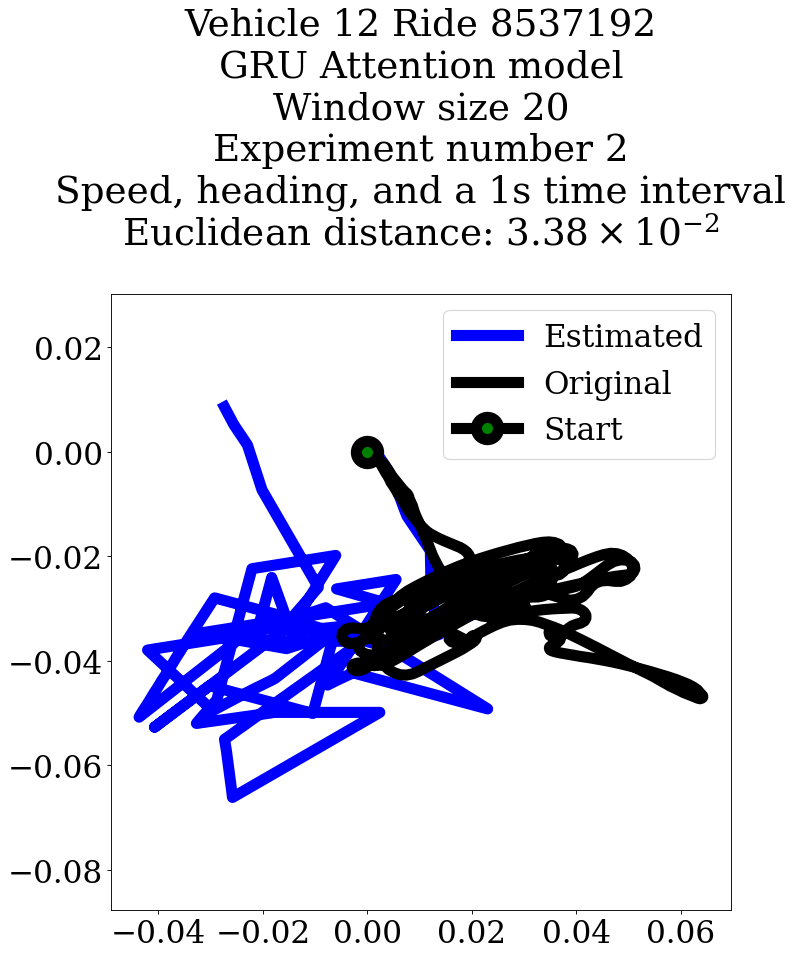 Vehicle 12 Ride 8537192
GRU Attention model
Window size 20
Experiment number 2
Speed, heading, and a 1s time interval
Euclidean distance: 3.38 × 10⁻²
Estimated
Original
Start
0.02
0.00
−0.02
−0.04
−0.06
−0.08
−0.04 −0.02 0.00 0.02 0.04 0.06